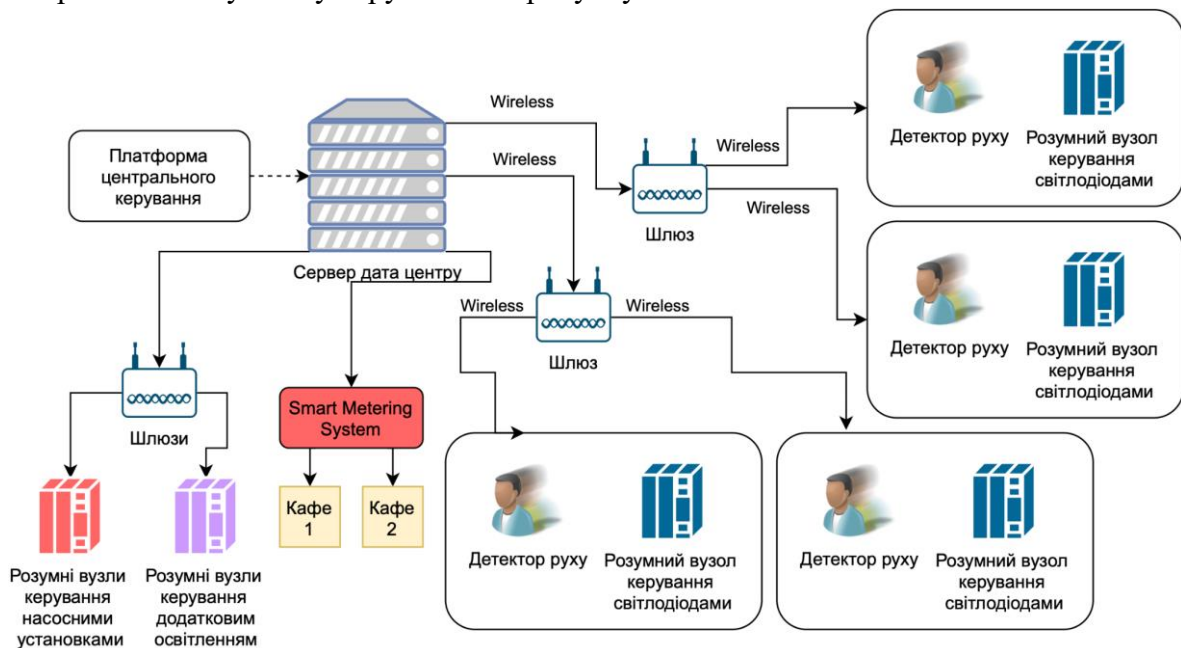 Wireless
Wireless
Wireless
Wireless
Платформа
центрального
керування
Сервер дата центру
Шлюз
Детектор руху
Розумний вузол
керування
світлодіодами
Детектор руху
Розумний вузол
керування
світлодіодами
Wireless
Wireless
Шлюз
Шлюзи
Smart Metering
System
Кафе
1
Кафе
2
Розумні вузли
керування
насосними
установками
Розумні вузли
керування
додатковим
освітленням
Детектор руху
Розумний вузол
керування
світлодіодами
Детектор руху
Розумний вузол
керування
світлодіодами